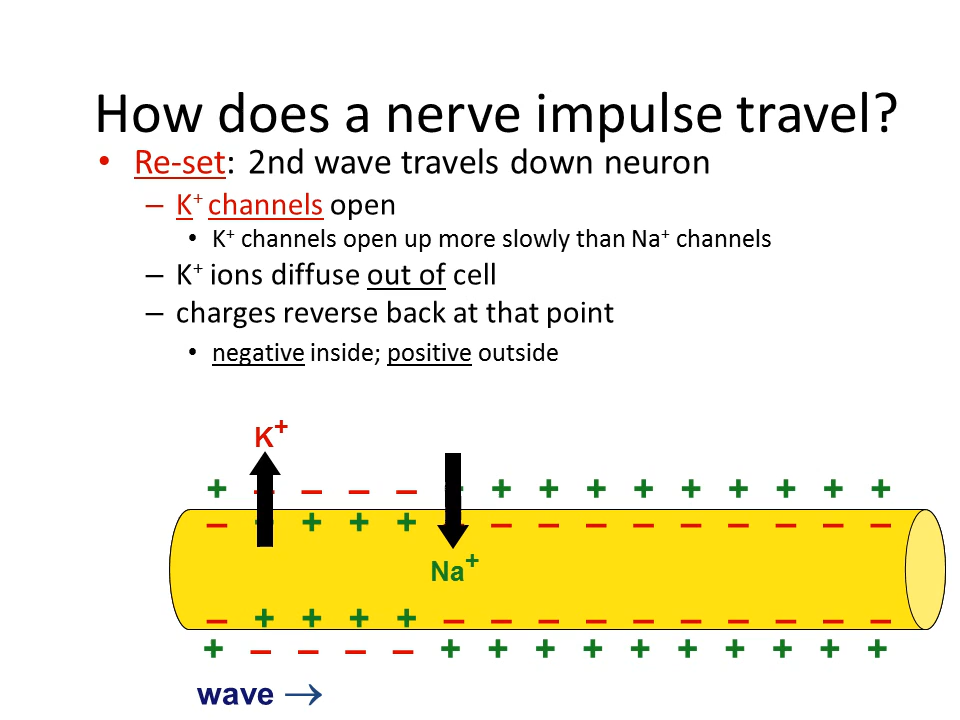 How does a nerve impulse travel?
• Re-set: 2nd wave travels down neuron
– K⁺ channels open
• K⁺ channels open up more slowly than Na⁺ channels
– K⁺ ions diffuse out of cell
– charges reverse back at that point
• negative inside; positive outside
K⁺
+ – – – – + + + + + + + + + +
– + + + + – – – – – – – – –
Na⁺
– + + + + – – – – – – – – – –
+ – – – – + + + + + + + + + +
wave →